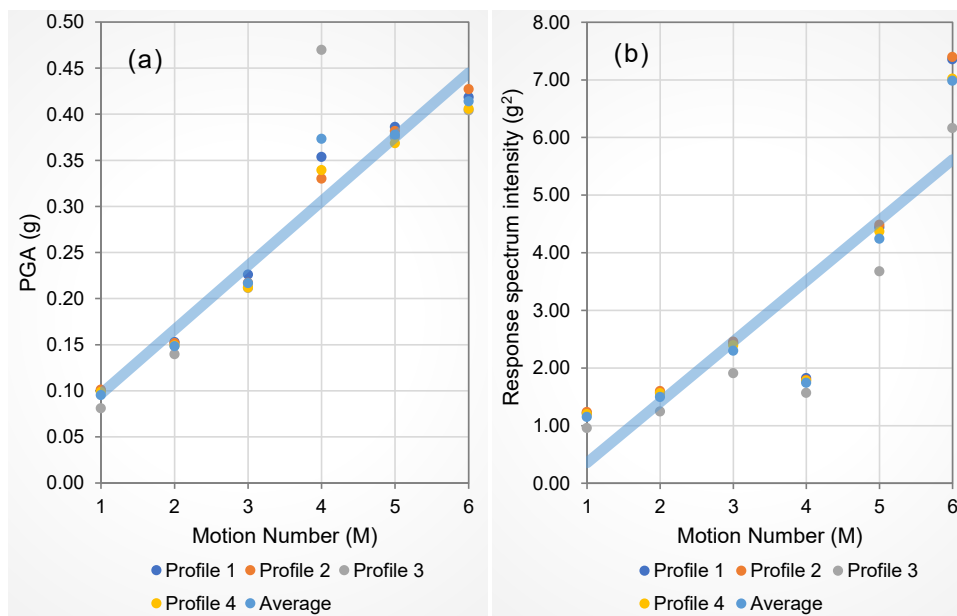 (a)
PGA (g)
0.50
0.45
0.40
0.35
0.30
0.25
0.20
0.15
0.10
0.05
0.00
1 2 3 4 5 6
Motion Number (M)
Profile 1 Profile 2 Profile 3
Profile 4 Average
(b)
Response spectrum intensity (g²)
8.00
7.00
6.00
5.00
4.00
3.00
2.00
1.00
0.00
1 2 3 4 5 6
Motion Number (M)
Profile 1 Profile 2 Profile 3
Profile 4 Average